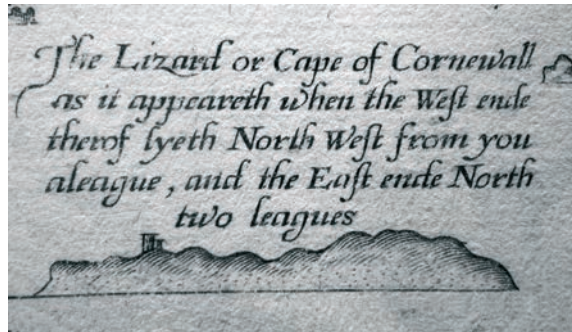 The Lizard or Cape of Cornewall
as it appeareth when the Weſt ende
therof lyeth North Weſt from you
a league, and the Eaſt ende North
two leagues